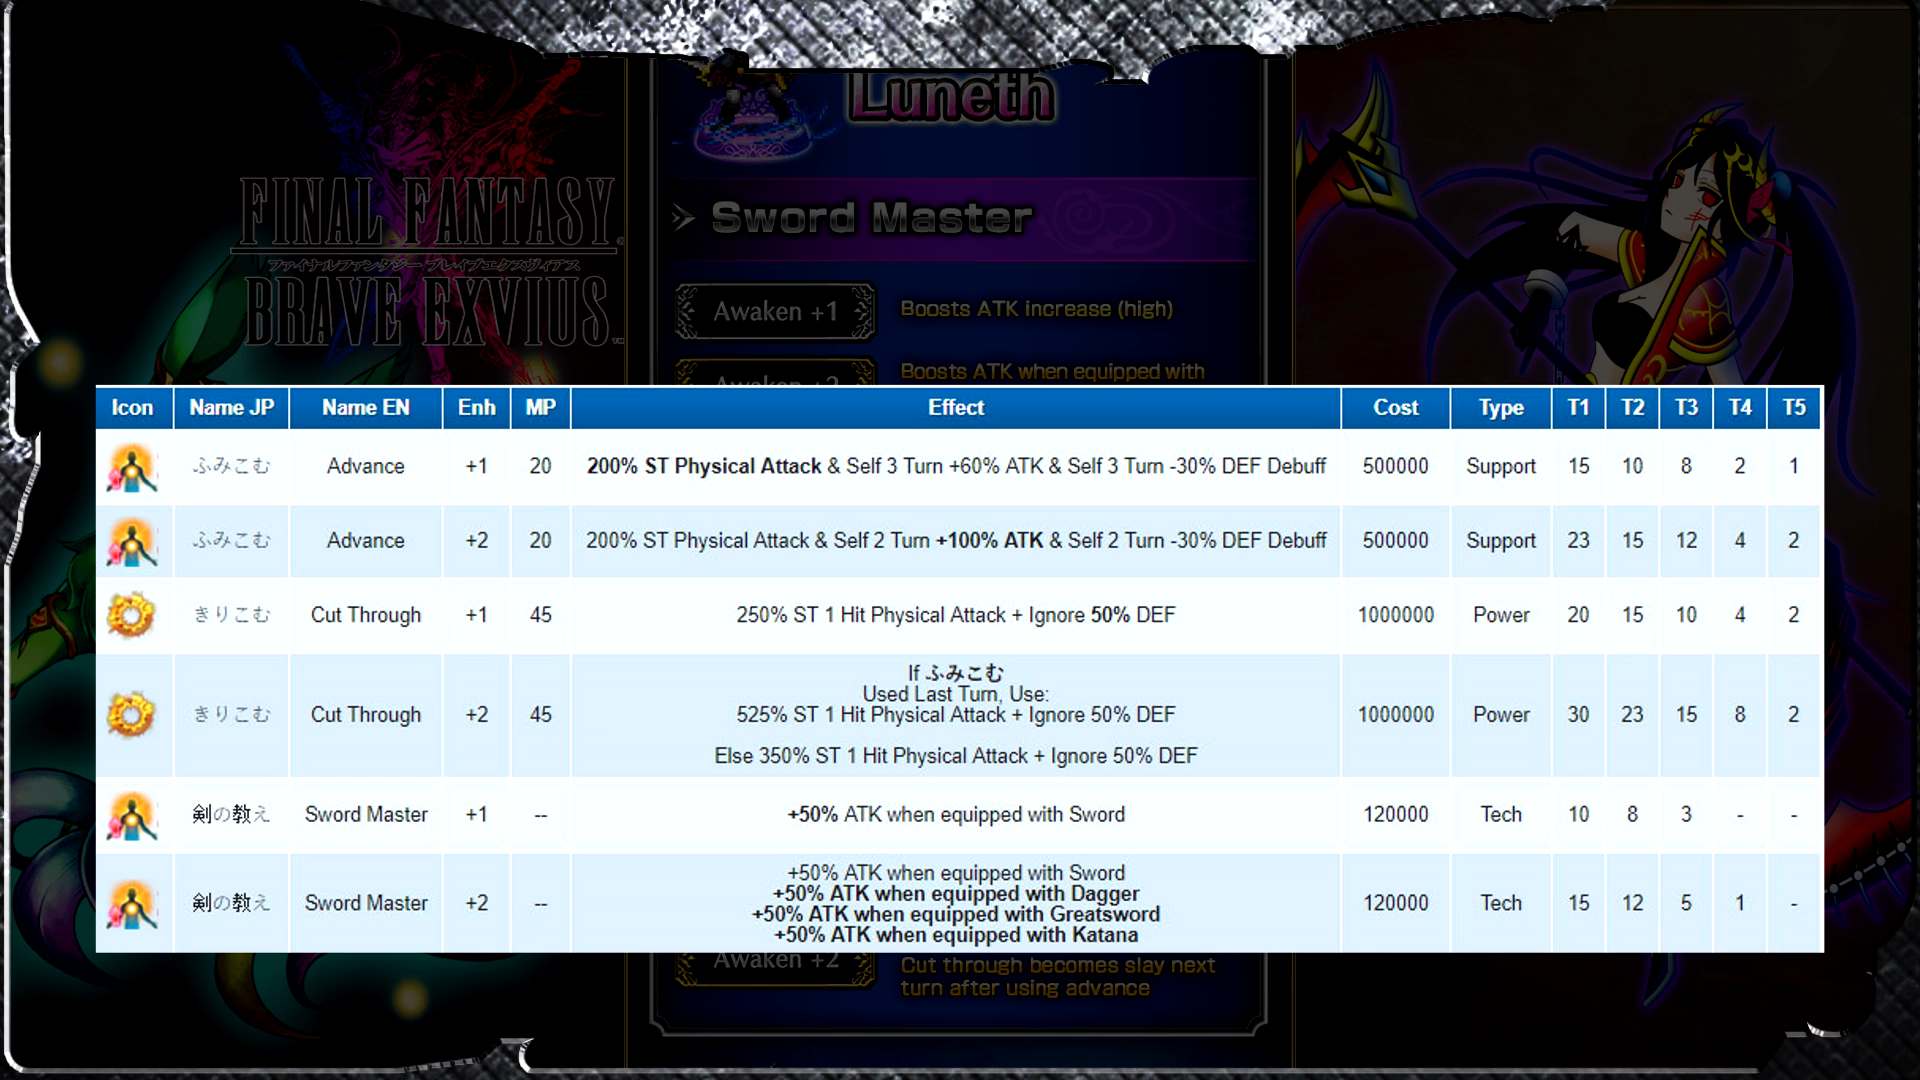 Luneth
FINAL FANTASY
ファイナルファンタジー ブレイブエクスヴィアス
BRAVE EXVIUS
Sword Master
Awaken +1 Boosts ATK increase (high)
Awaken +2 Boosts ATK when equipped with
Icon Name JP Name EN Enh MP Effect Cost Type T1 T2 T3 T4 T5
ふみこむ Advance +1 20 200% ST Physical Attack & Self 3 Turn +60% ATK & Self 3 Turn -30% DEF Debuff 500000 Support 15 10 8 2 1
ふみこむ Advance +2 20 200% ST Physical Attack & Self 2 Turn +100% ATK & Self 2 Turn -30% DEF Debuff 500000 Support 23 15 12 4 2
きりこむ Cut Through +1 45 250% ST 1 Hit Physical Attack + Ignore 50% DEF 1000000 Power 20 15 10 4 2
If ふみこむ
Used Last Turn, Use:
きりこむ Cut Through +2 45 525% ST 1 Hit Physical Attack + Ignore 50% DEF 1000000 Power 30 23 15 8 2
Else 350% ST 1 Hit Physical Attack + Ignore 50% DEF
剣の教え Sword Master +1 -- +50% ATK when equipped with Sword 120000 Tech 10 8 3 - -
+50% ATK when equipped with Sword
+50% ATK when equipped with Dagger
剣の教え Sword Master +2 -- +50% ATK when equipped with Greatsword 120000 Tech 15 12 5 1 -
+50% ATK when equipped with Katana
Awaken +2 Cut through becomes slay next
turn after using advance